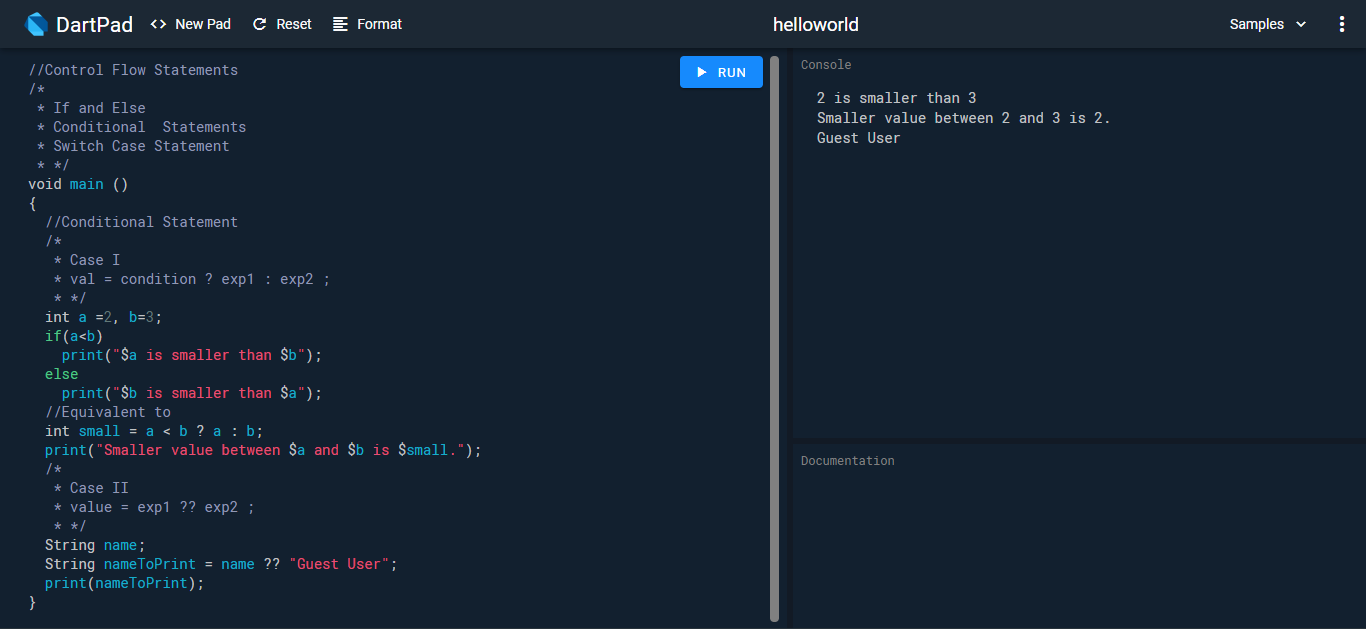 DartPad <> New Pad Reset Format helloworld Samples
//Control Flow Statements
/*
 * If and Else
 * Conditional  Statements
 * Switch Case Statement
 * */
void main ()
{
  //Conditional Statement
  /*
   * Case I
   * val = condition ? exp1 : exp2 ;
   * */
  int a =2, b=3;
  if(a<b)
    print("$a is smaller than $b");
  else
    print("$b is smaller than $a");
  //Equivalent to
  int small = a < b ? a : b;
  print("Smaller value between $a and $b is $small.");
  /*
   * Case II
   * value = exp1 ?? exp2 ;
   * */
  String name;
  String nameToPrint = name ?? "Guest User";
  print(nameToPrint);
}
RUN
Console
2 is smaller than 3
Smaller value between 2 and 3 is 2.
Guest User
Documentation